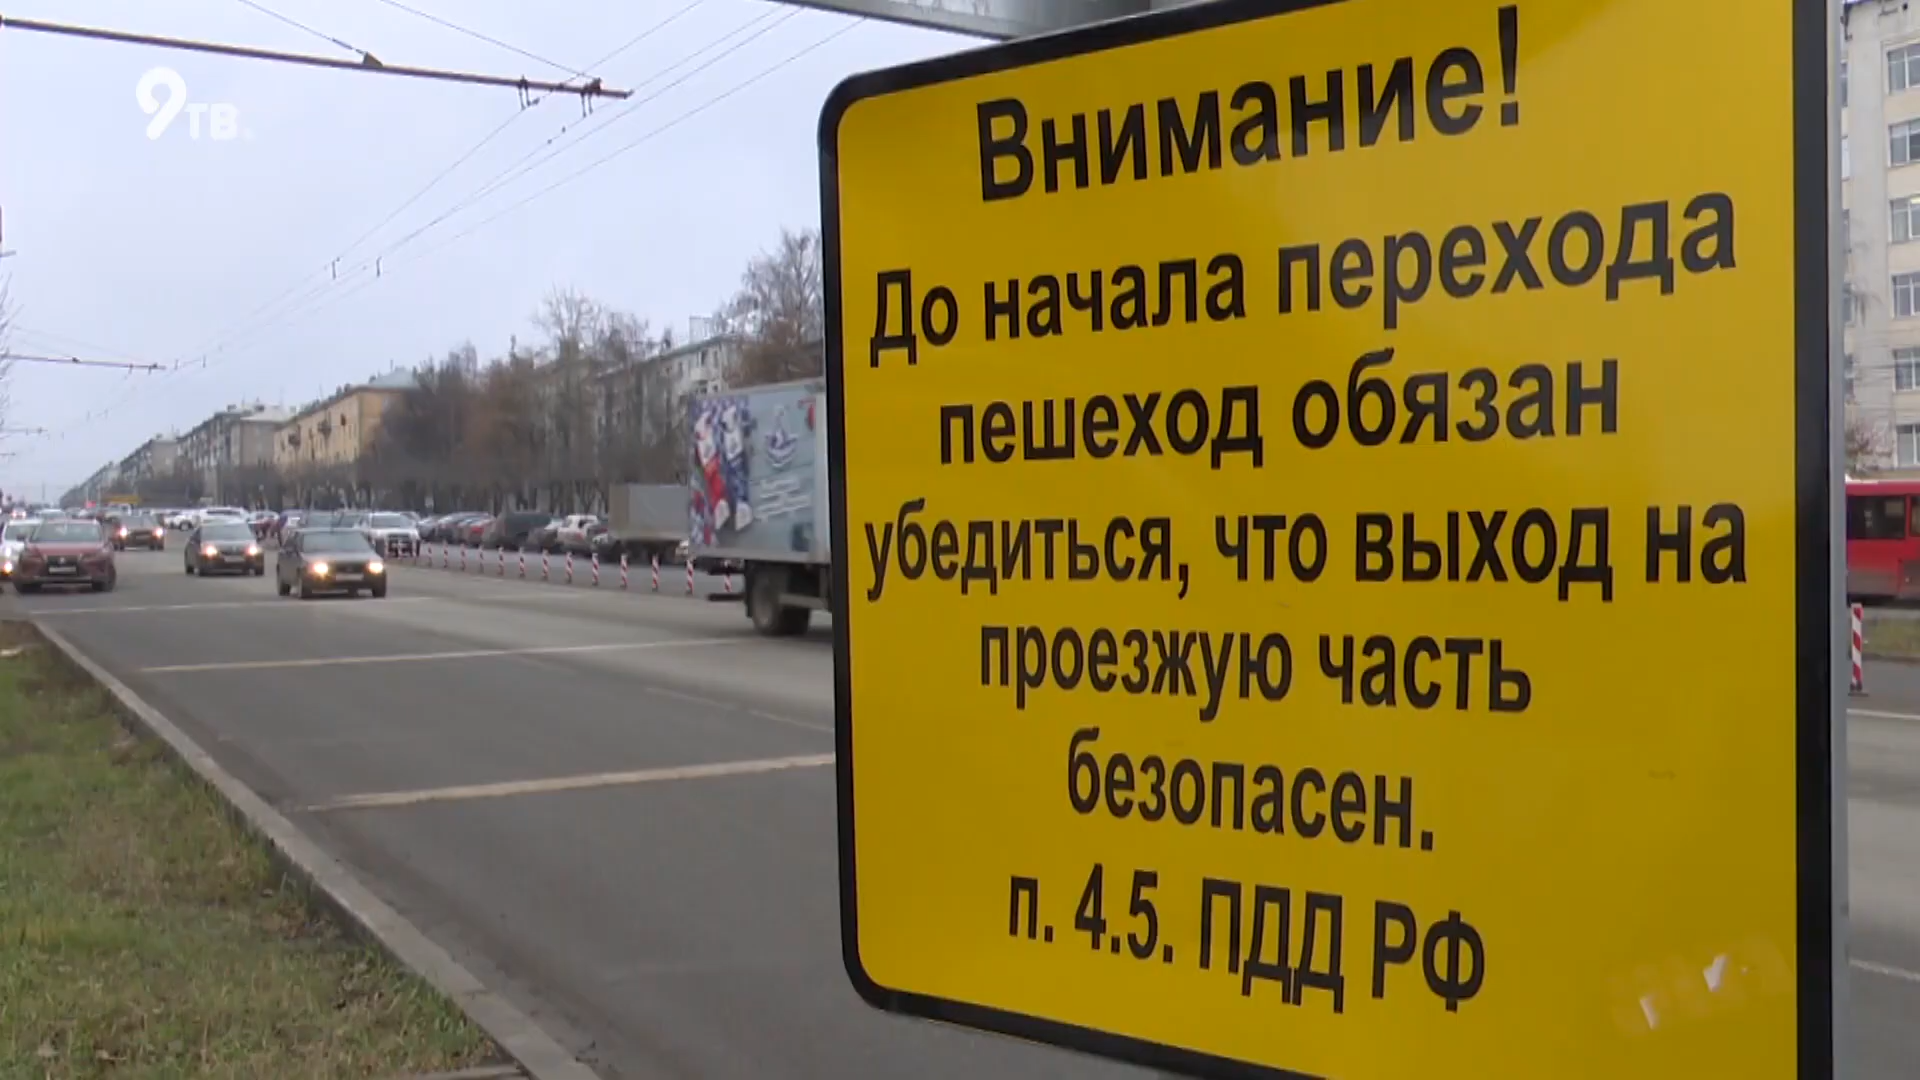 9ТВ.
Внимание!
До начала перехода
пешеход обязан
убедиться, что выход на
проезжую часть
безопасен.
п. 4.5. ПДД РФ